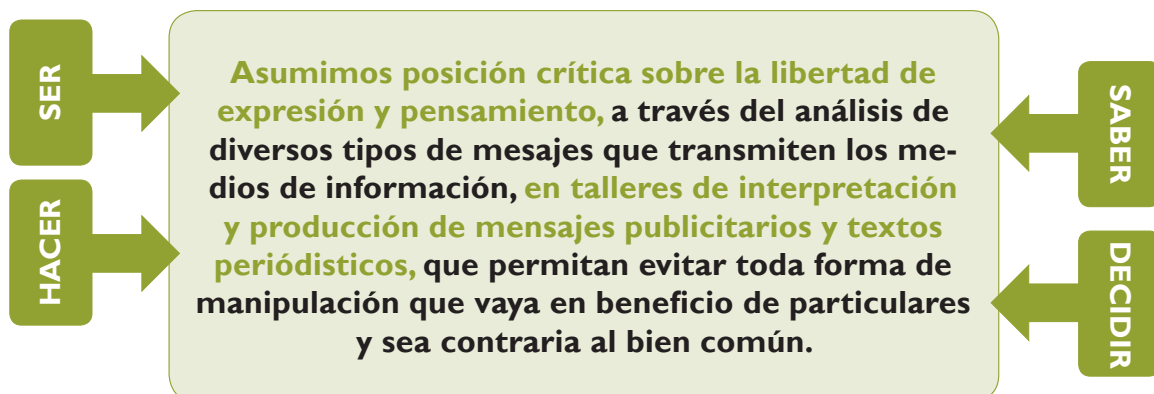 SER
HACER
Asumimos posición crítica sobre la libertad de
expresión y pensamiento, a través del análisis de
diversos tipos de mesajes que transmiten los me-
dios de información, en talleres de interpretación
y producción de mensajes publicitarios y textos
periódisticos, que permitan evitar toda forma de
manipulación que vaya en beneficio de particulares
y sea contraria al bien común.
SABER
DECIDIR